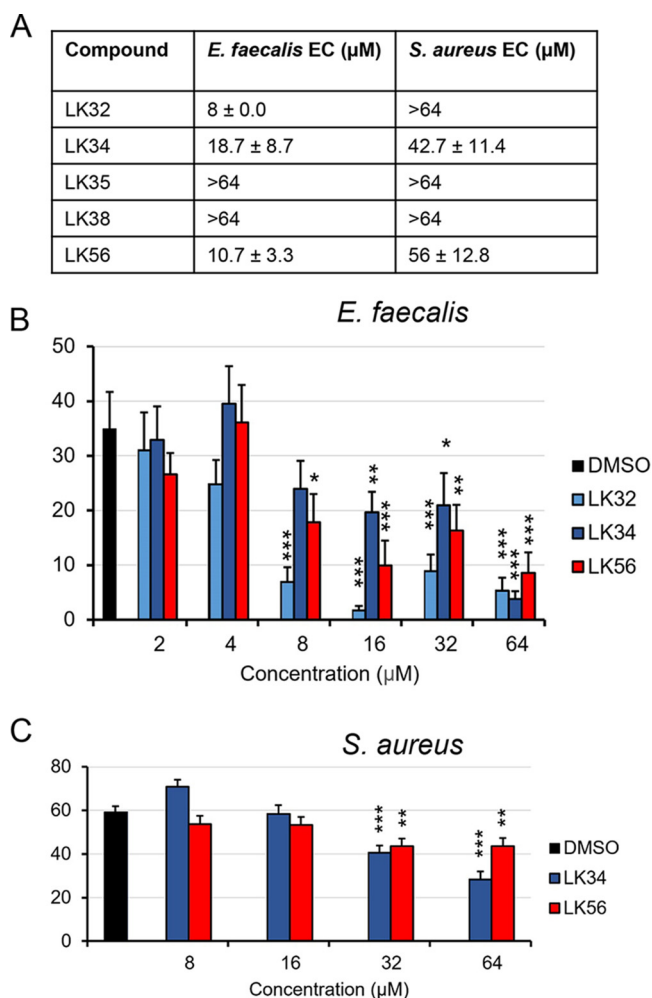 A
Compound E. faecalis EC (µM) S. aureus EC (µM)
LK32 8 ± 0.0 >64
LK34 18.7 ± 8.7 42.7 ± 11.4
LK35 >64 >64
LK38 >64 >64
LK56 10.7 ± 3.3 56 ± 12.8
B
E. faecalis
50
40
30
20
10
0
*** * *** ** *** *** * ** *** *** ***
2 4 8 16 32 64
Concentration (µM)
DMSO
LK32
LK34
LK56
C
S. aureus
80
60
40
20
0
*** ** *** **
8 16 32 64
Concentration (µM)
DMSO
LK34
LK56